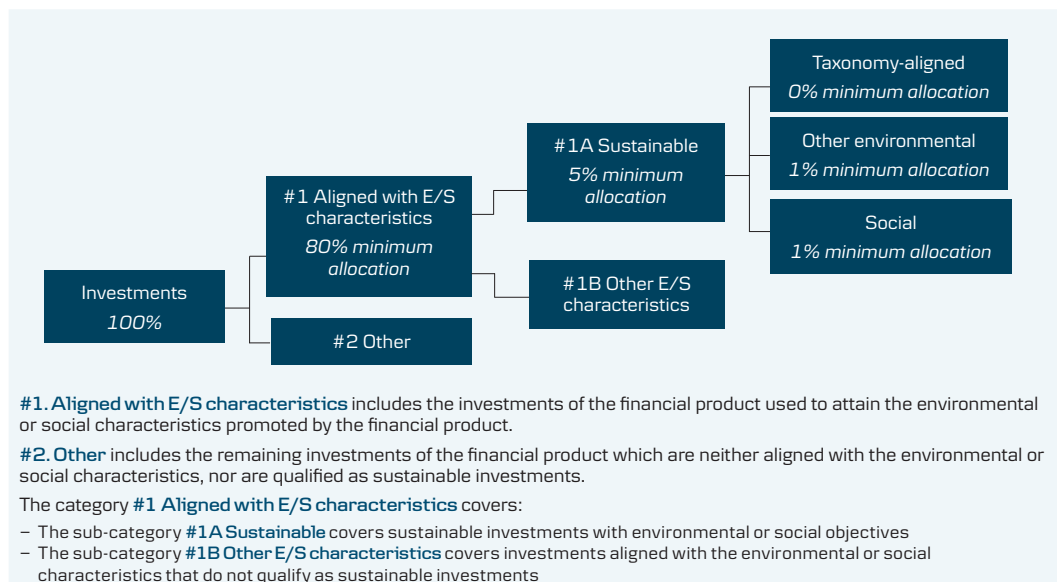 Taxonomy-aligned
0% minimum allocation
Other environmental
1% minimum allocation
#1A Sustainable
5% minimum
allocation
#1 Aligned with E/S
characteristics
80% minimum
allocation
Social
1% minimum allocation
#1B Other E/S
characteristics
Investments
100%
#2 Other
#1. Aligned with E/S characteristics includes the investments of the financial product used to attain the environmental
or social characteristics promoted by the financial product.
#2. Other includes the remaining investments of the financial product which are neither aligned with the environmental or
social characteristics, nor are qualified as sustainable investments.
The category #1 Aligned with E/S characteristics covers:
– The sub-category #1A Sustainable covers sustainable investments with environmental or social objectives
– The sub-category #1B Other E/S characteristics covers investments aligned with the environmental or social
characteristics that do not qualify as sustainable investments